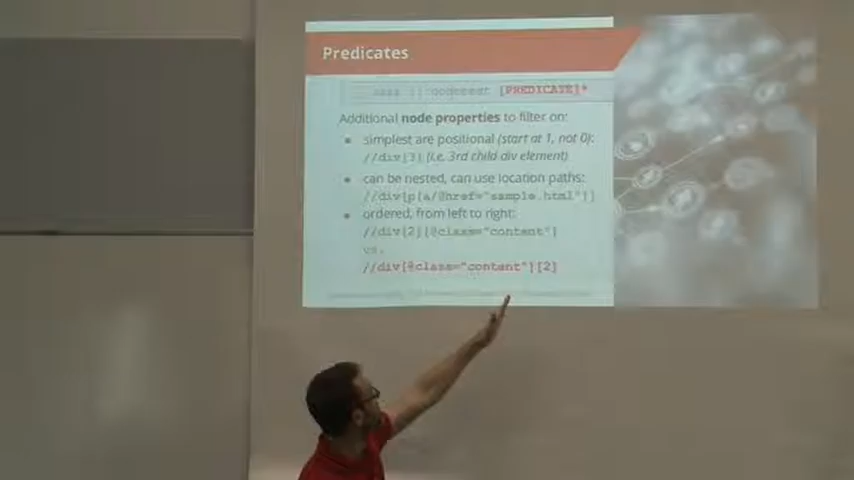 Predicates
axis :: nodetest [PREDICATE]*
Additional node properties to filter on:
simplest are positional (start at 1, not 0):
//div[3] (i.e. 3rd child div element)
can be nested, can use location paths:
//div[p[a/@href="sample.html"]]
ordered, from left to right:
//div[2][@class="content"]
vs.
//div[@class="content"][2]